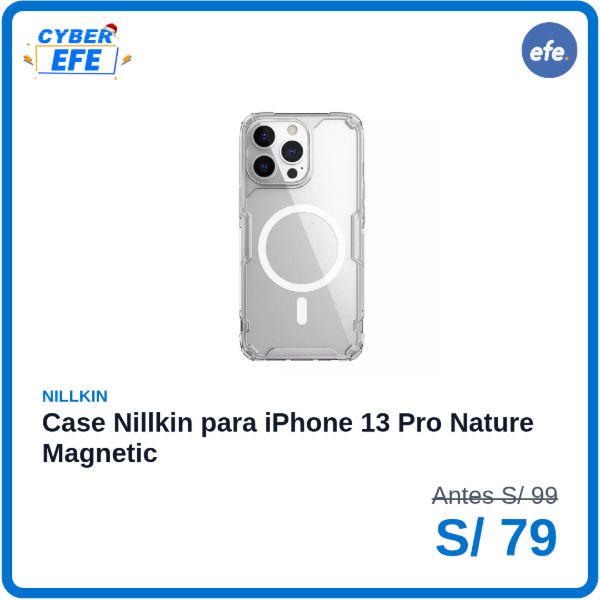 CYBER
EFE
efe.
NILLKIN
Case Nillkin para iPhone 13 Pro Nature
Magnetic
Antes S/ 99
S/ 79